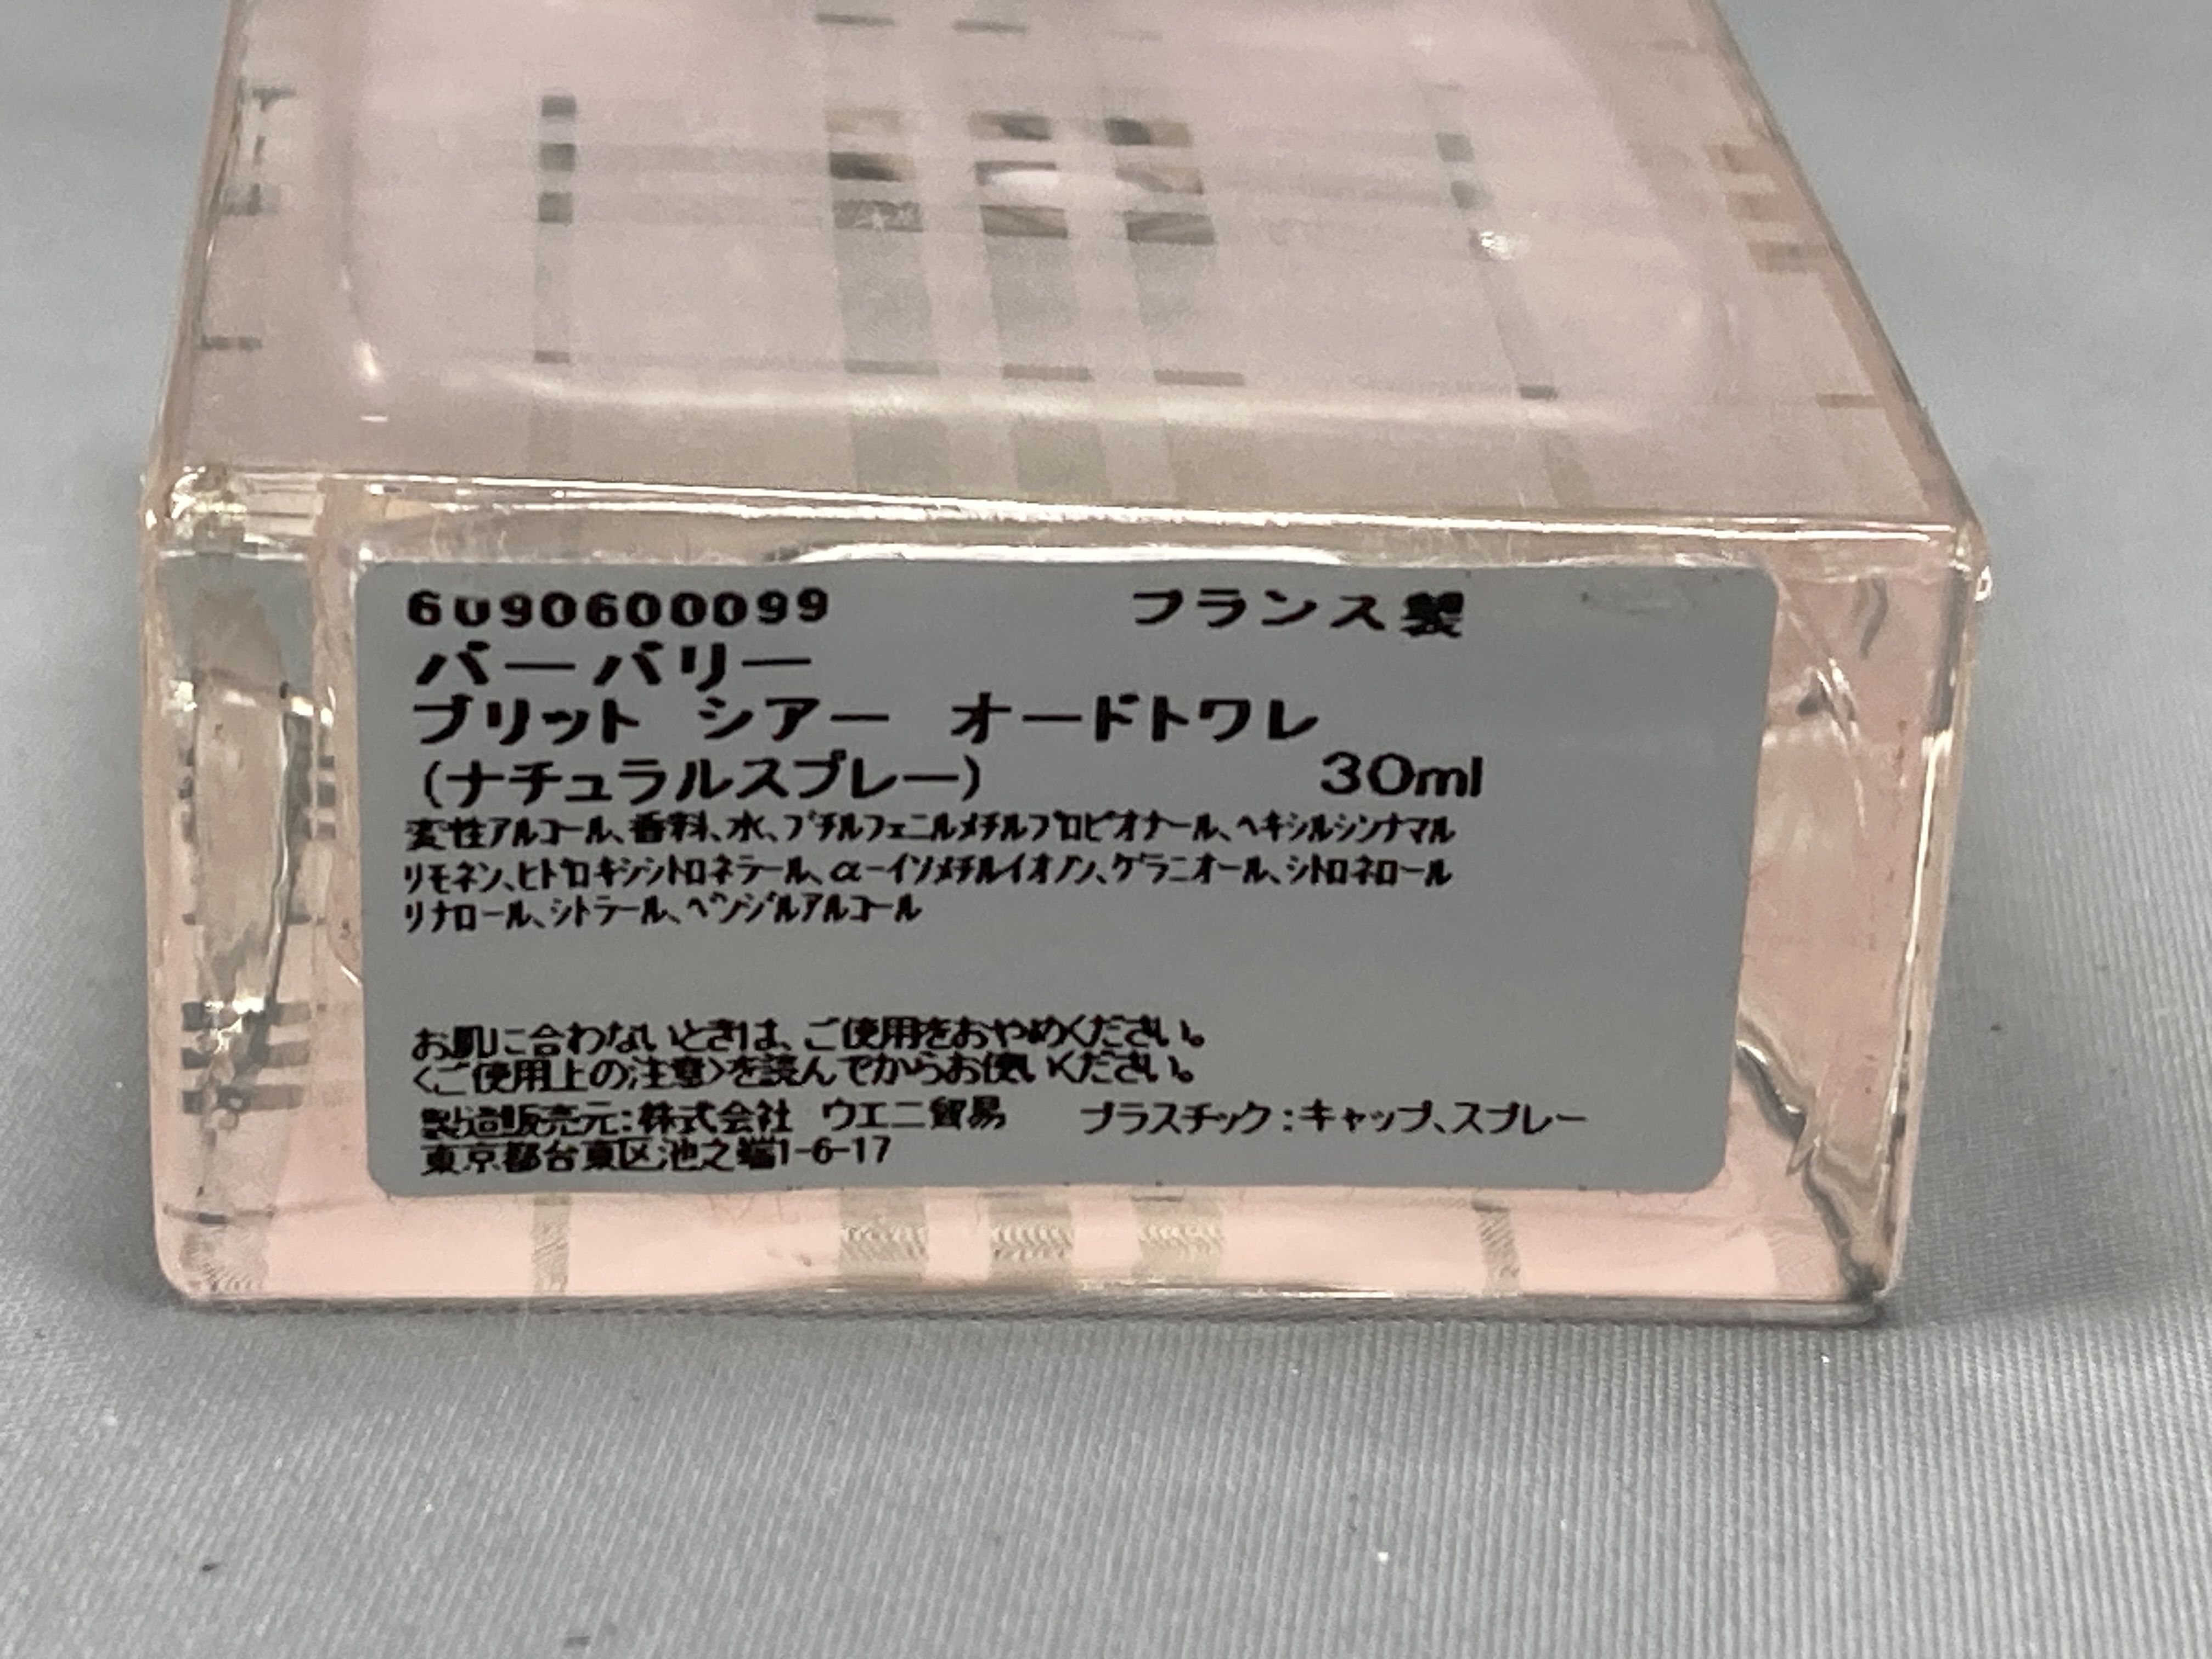 6090600099 フランス製
バーバリー
ブリット シアー オードトワレ
(ナチュラルスプレー) 30ml
変性アルコール、香料、水、ブチルフェニルメチルプロピオナール、ヘキシルシンナマル
リモネン、ヒドロキシシトロネラール、α-イソメチルイオノン、ゲラニオール、シトロネロール
リナロール、シトラール、ベンジルアルコール
お肌に合わないときは、ご使用をおやめください。
〈ご使用上の注意〉を読んでからお使いください。
製造販売元:株式会社 ウエニ貿易 プラスチック:キャップ、スプレー
東京都台東区池之端1-6-17